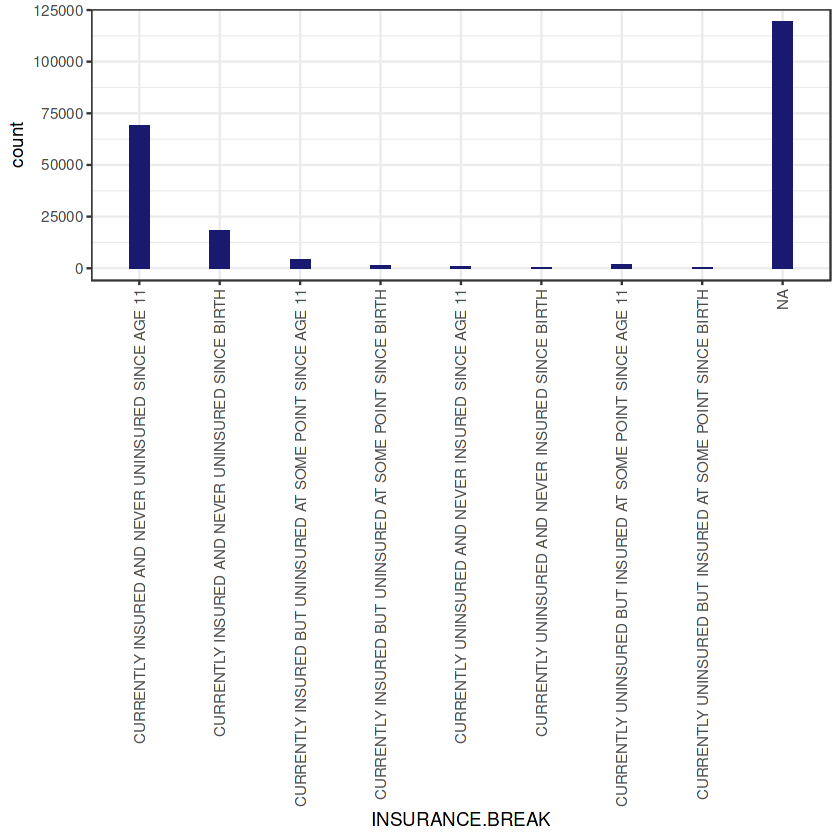 125000
100000
75000
50000
25000
0
count
CURRENTLY INSURED AND NEVER UNINSURED SINCE AGE 11
CURRENTLY INSURED AND NEVER UNINSURED SINCE BIRTH
CURRENTLY INSURED BUT UNINSURED AT SOME POINT SINCE AGE 11
CURRENTLY INSURED BUT UNINSURED AT SOME POINT SINCE BIRTH
CURRENTLY UNINSURED AND NEVER INSURED SINCE AGE 11
CURRENTLY UNINSURED AND NEVER INSURED SINCE BIRTH
CURRENTLY UNINSURED BUT INSURED AT SOME POINT SINCE AGE 11
CURRENTLY UNINSURED BUT INSURED AT SOME POINT SINCE BIRTH
NA
INSURANCE.BREAK